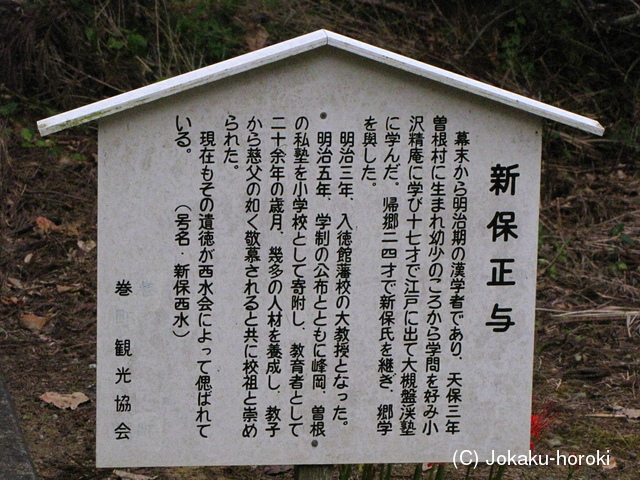 新保正与
幕末から明治期の漢学者であり、天保三年
曽根村に生まれ幼少のころから学問を好み小
沢精庵に学び十七才で江戸に出て大槻盤渓塾
に学んだ。帰郷二四才で新保氏を継ぎ、郷学
を興した。
明治三年、入徳館藩校の大教授となった。
明治五年、学制の公布とともに峰岡、曽根
の私塾を小学校として寄附し、教育者として
二十余年の歳月、幾多の人材を養成し、教子
から慈父の如く敬慕されると共に校祖と崇め
られた。
現在もその遺徳が西水会によって偲ばれて
いる。
（号名・新保西水）
巻 観光協会
(C) Jokaku-horoki